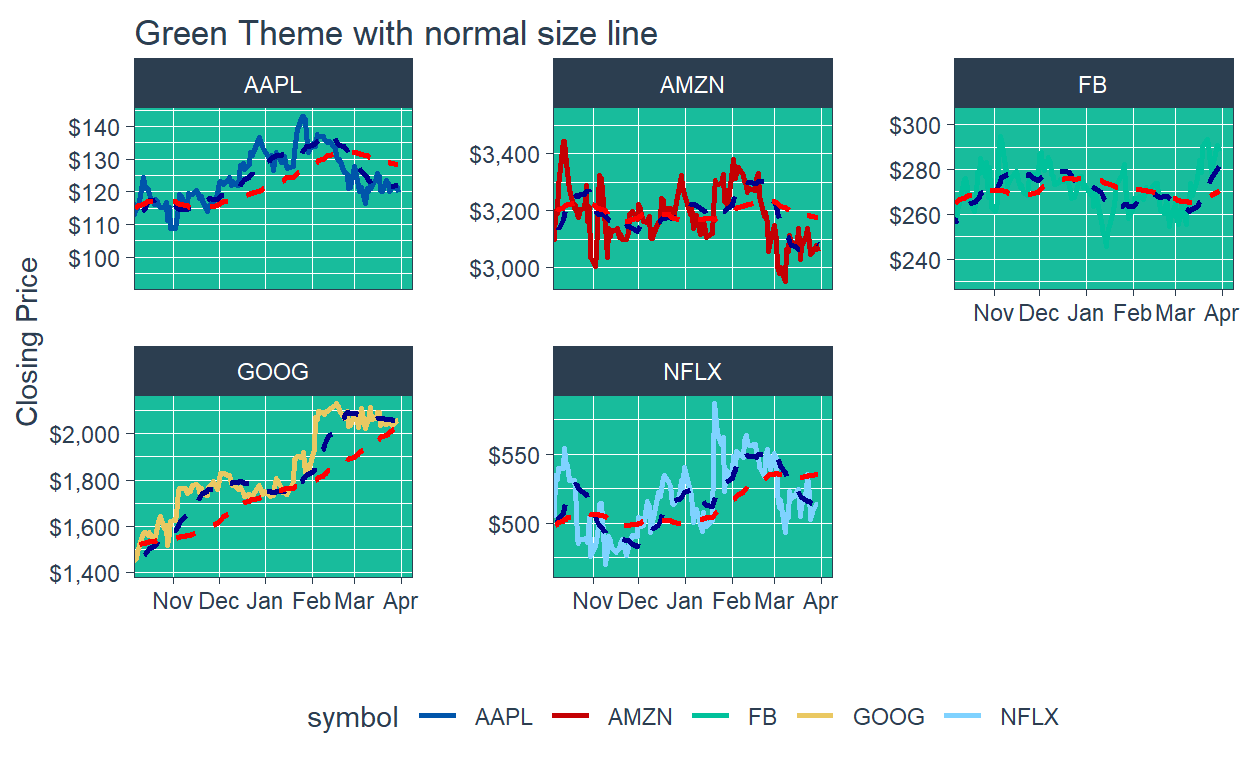 Green Theme with normal size line
AAPL
AMZN
FB
$140
$130
$120
$110
$100
$3,400
$3,200
$3,000
$300
$280
$260
$240
Nov Dec Jan Feb Mar Apr
Closing Price
GOOG
NFLX
$2,000
$1,800
$1,600
$1,400
$550
$500
Nov Dec Jan Feb Mar Apr
Nov Dec Jan Feb Mar Apr
symbol AAPL AMZN FB GOOG NFLX